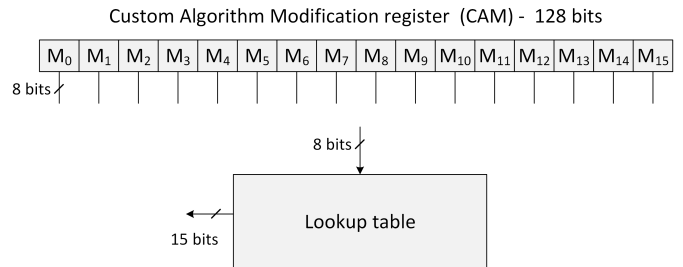 Custom Algorithm Modification register (CAM) - 128 bits
M₀ M₁ M₂ M₃ M₄ M₅ M₆ M₇ M₈ M₉ M₁₀ M₁₁ M₁₂ M₁₃ M₁₄ M₁₅
8 bits
8 bits
Lookup table
15 bits